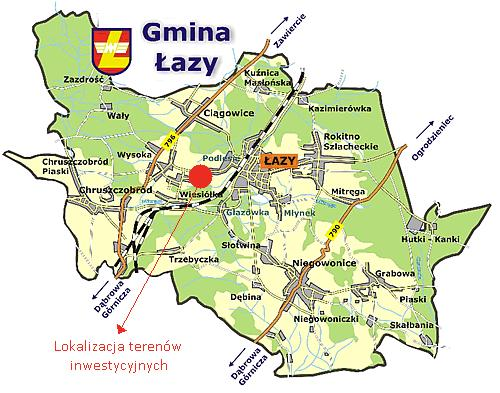 Gmina
Łazy
Zawiercie
Kuźnica
Masłońska
Zazdrość
Wały
Ciągowice
Kazimierówka
796
Rokitno
Szlacheckie
Ogrodzieniec
Wysoka
Podlesie
ŁAZY
Chruszczobród
Piaski
Chruszczobród
Wiesiółka
Mitręga
Głazówka
Młynek
790
Hutki - Kanki
Słotwina
Trzebyczka
Niegowonice
Grabowa
Dąbrowa
Górnicza
Dębina
Piaski
Niegowoniczki
Skałbania
Lokalizacja terenów
inwestycyjnych
Dąbrowa
Górnicza